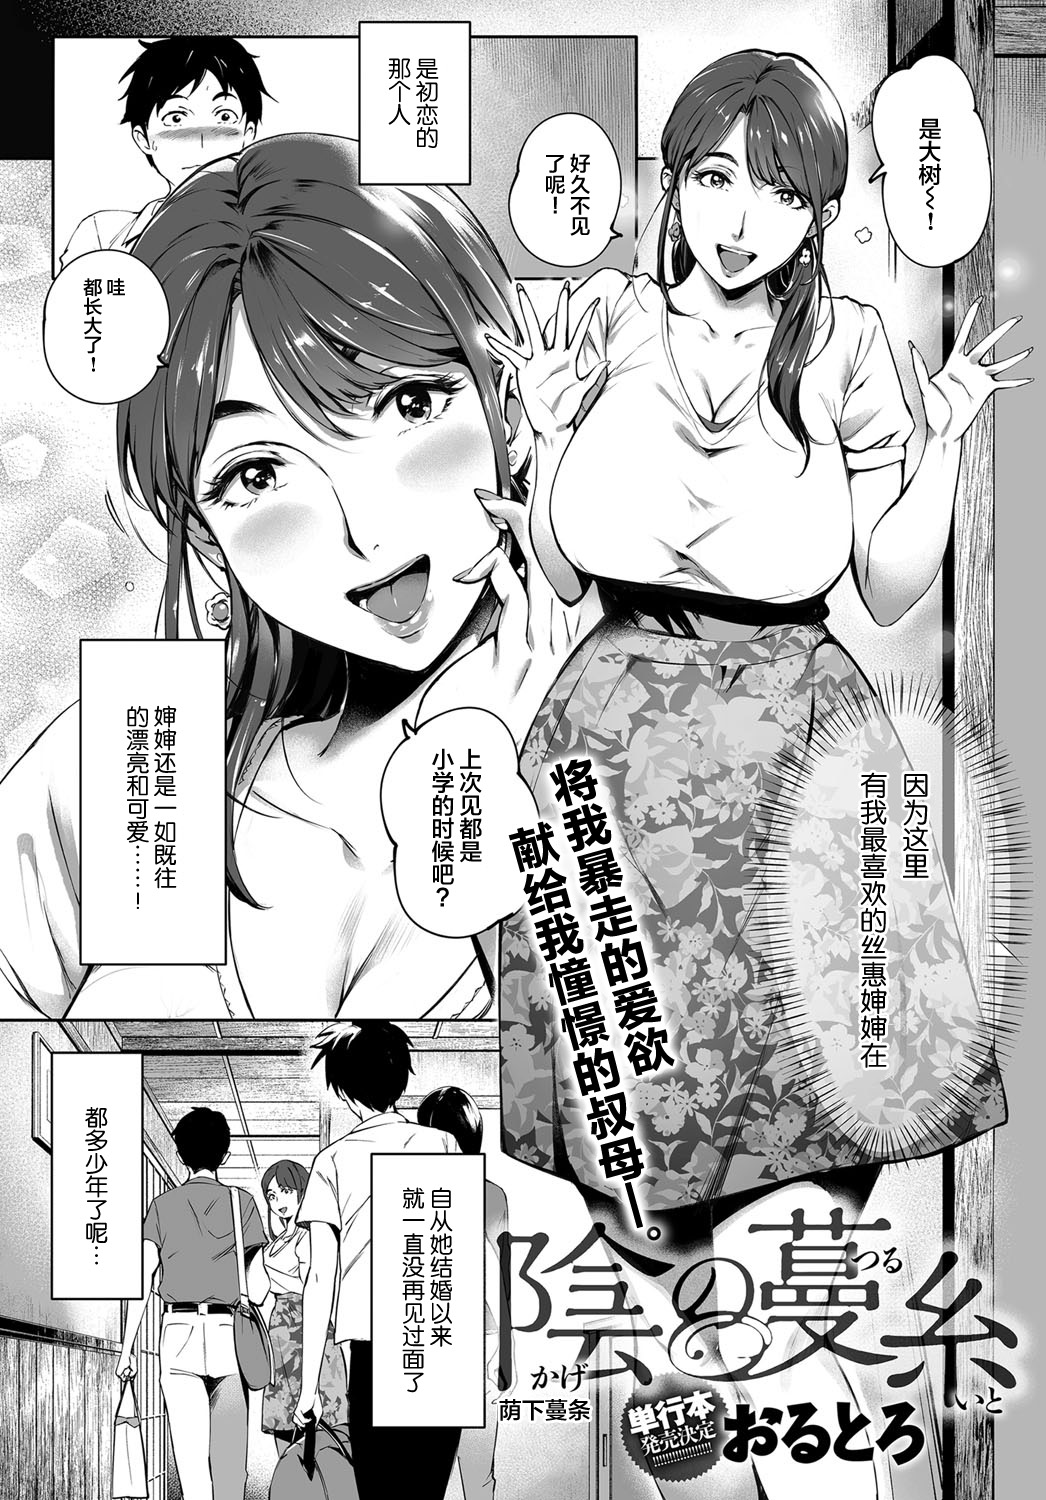 是大树～！
好久不见
了呢！
是初恋的
那个人
哇
都长大了！
因为这里
有我最喜欢的丝惠婶婶在
上次见都是
小学的时候吧？
婶婶还是一如既往
的漂亮和可爱………！
将我暴走的爱欲
献给我憧憬的叔母—。
自从她结婚以来
就一直没再见过面了
都多少年了呢…
陰の蔓糸
かげ
つる
いと
荫下蔓条
単行本
発売決定
!!!!!!!!!!!!!!!
おるとろ